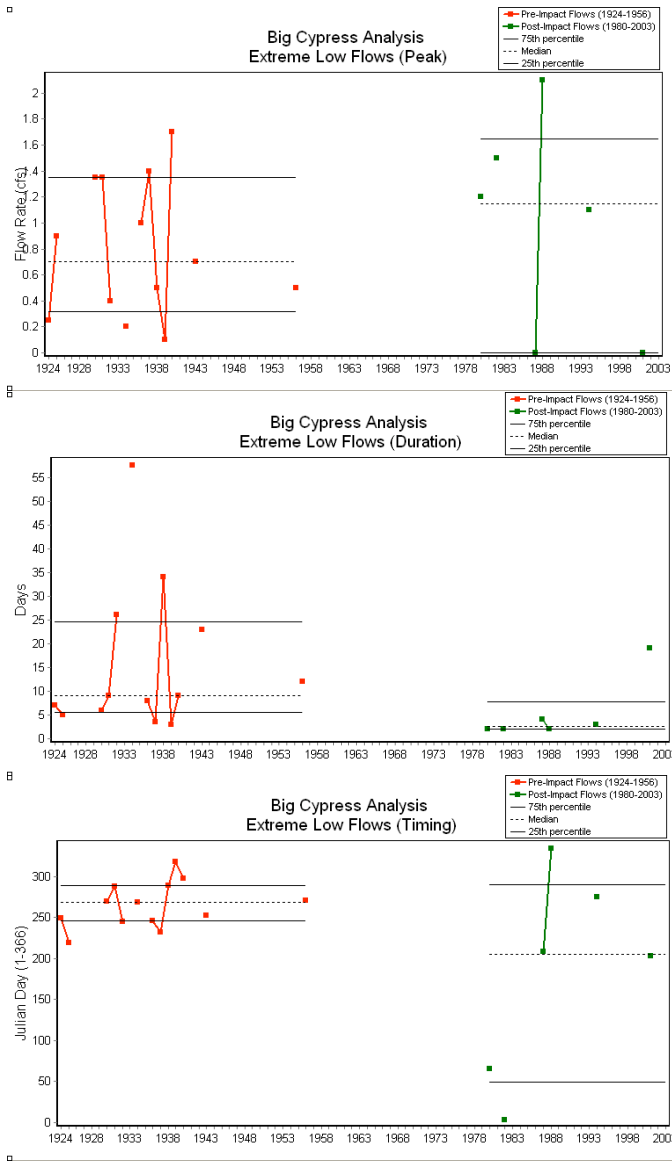 Big Cypress Analysis
Extreme Low Flows (Peak)
Pre-Impact Flows (1924-1956)
Post-Impact Flows (1980-2003)
75th percentile
Median
25th percentile
Flow Rate (cfs)
2
1.8
1.6
1.4
1.2
1
0.8
0.6
0.4
0.2
0
1924 1928 1933 1938 1943 1948 1953 1958 1963 1968 1973 1978 1983 1988 1993 1998 2003
Big Cypress Analysis
Extreme Low Flows (Duration)
Pre-Impact Flows (1924-1956)
Post-Impact Flows (1980-2003)
75th percentile
Median
25th percentile
Days
55
50
45
40
35
30
25
20
15
10
5
0
1924 1928 1933 1938 1943 1948 1953 1958 1963 1968 1973 1978 1983 1988 1993 1998 2003
Big Cypress Analysis
Extreme Low Flows (Timing)
Pre-Impact Flows (1924-1956)
Post-Impact Flows (1980-2003)
75th percentile
Median
25th percentile
Julian Day (1-366)
300
250
200
150
100
50
0
1924 1928 1933 1938 1943 1948 1953 1958 1963 1968 1973 1978 1983 1988 1993 1998 200